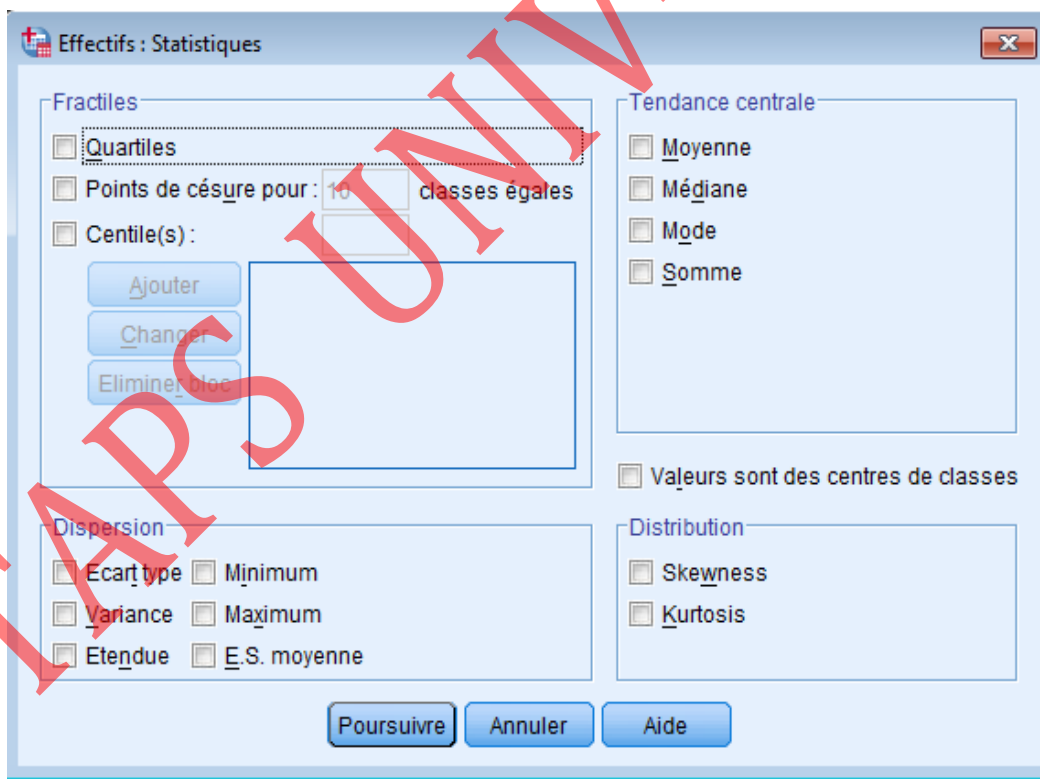 Effectifs : Statistiques
Fractiles
Quartiles
Points de césure pour : 10 classes égales
Centile(s) :
Ajouter
Changer
Eliminer bloc
Tendance centrale
Moyenne
Médiane
Mode
Somme
Valeurs sont des centres de classes
Dispersion
Ecart type Minimum
Variance Maximum
Etendue E.S. moyenne
Distribution
Skewness
Kurtosis
Poursuivre Annuler Aide
TAPS UNIV